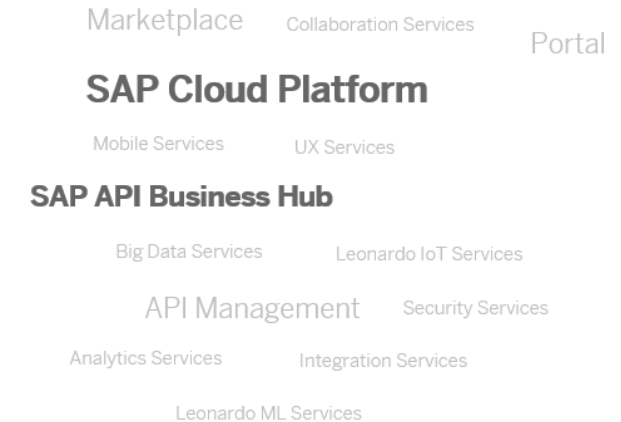 Marketplace
Collaboration Services
Portal
SAP Cloud Platform
Mobile Services
UX Services
SAP API Business Hub
Big Data Services
Leonardo IoT Services
API Management
Security Services
Analytics Services
Integration Services
Leonardo ML Services